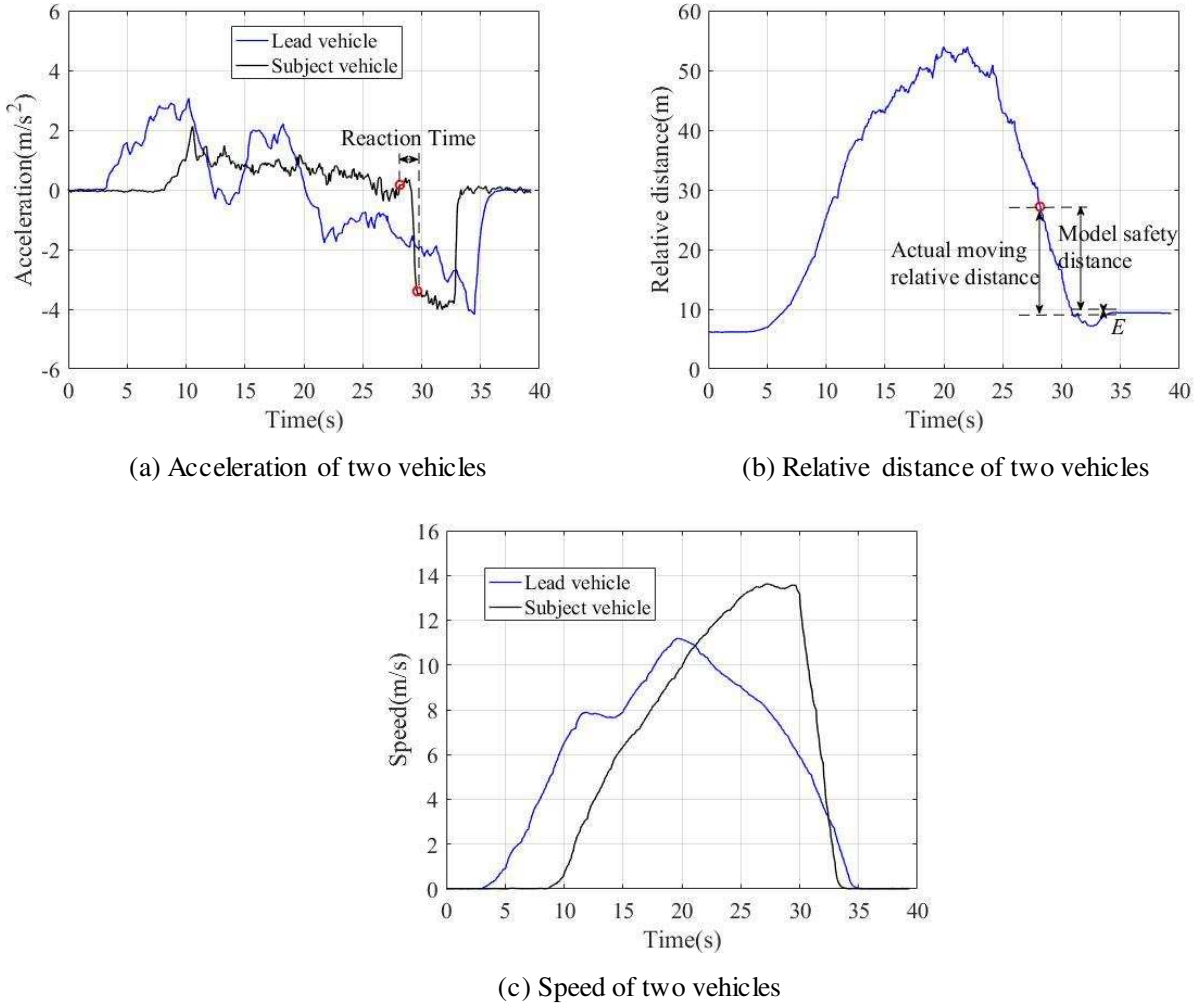 6
4
2
0
-2
-4
-6
Acceleration(m/s²)
Lead vehicle
Subject vehicle
Reaction Time
0 5 10 15 20 25 30 35 40
Time(s)
(a) Acceleration of two vehicles
60
50
40
30
20
10
0
Relative distance(m)
Actual moving
relative distance
Model safety
distance
E
0 5 10 15 20 25 30 35 40
Time(s)
(b) Relative distance of two vehicles
16
14
12
10
8
6
4
2
0
Speed(m/s)
Lead vehicle
Subject vehicle
0 5 10 15 20 25 30 35 40
Time(s)
(c) Speed of two vehicles